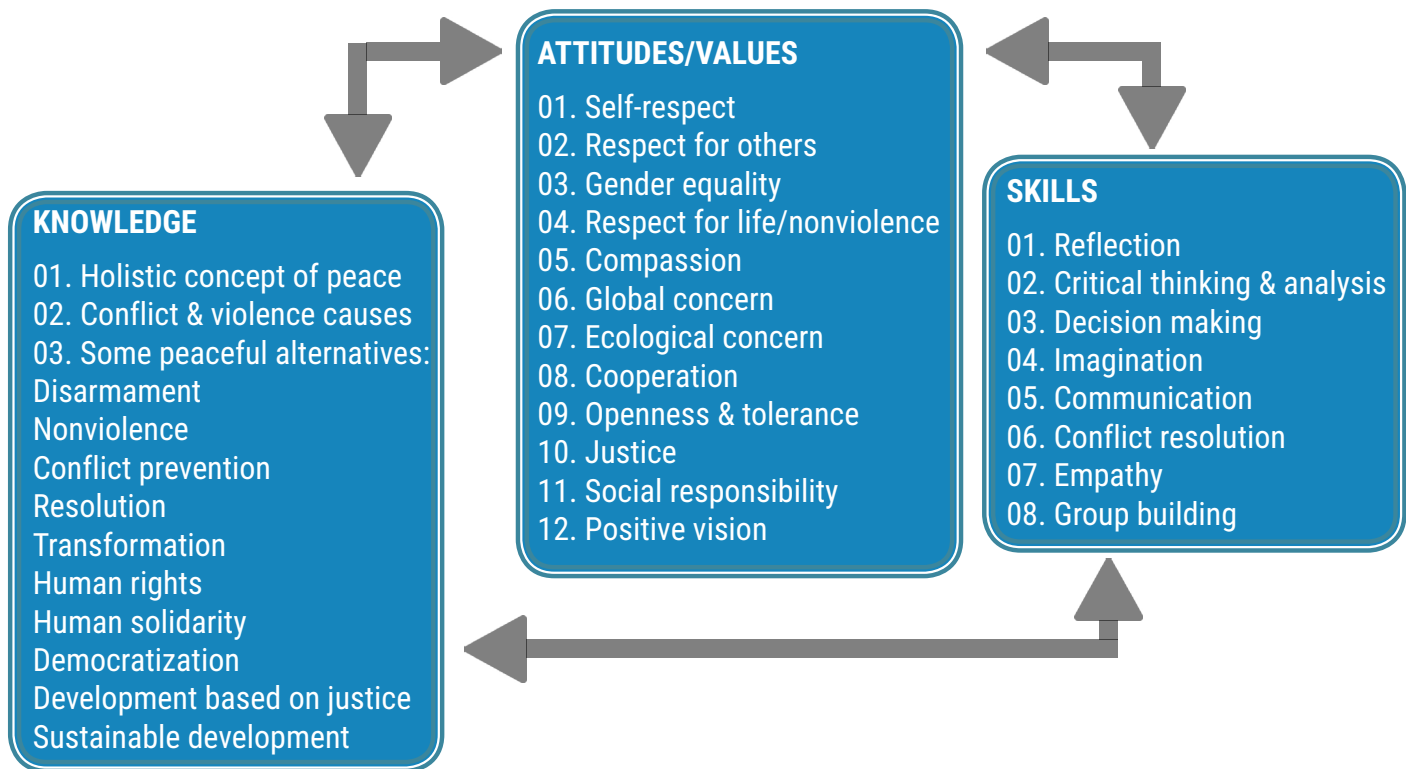 KNOWLEDGE
01. Holistic concept of peace
02. Conflict & violence causes
03. Some peaceful alternatives:
Disarmament
Nonviolence
Conflict prevention
Resolution
Transformation
Human rights
Human solidarity
Democratization
Development based on justice
Sustainable development
ATTITUDES/VALUES
01. Self-respect
02. Respect for others
03. Gender equality
04. Respect for life/nonviolence
05. Compassion
06. Global concern
07. Ecological concern
08. Cooperation
09. Openness & tolerance
10. Justice
11. Social responsibility
12. Positive vision
SKILLS
01. Reflection
02. Critical thinking & analysis
03. Decision making
04. Imagination
05. Communication
06. Conflict resolution
07. Empathy
08. Group building